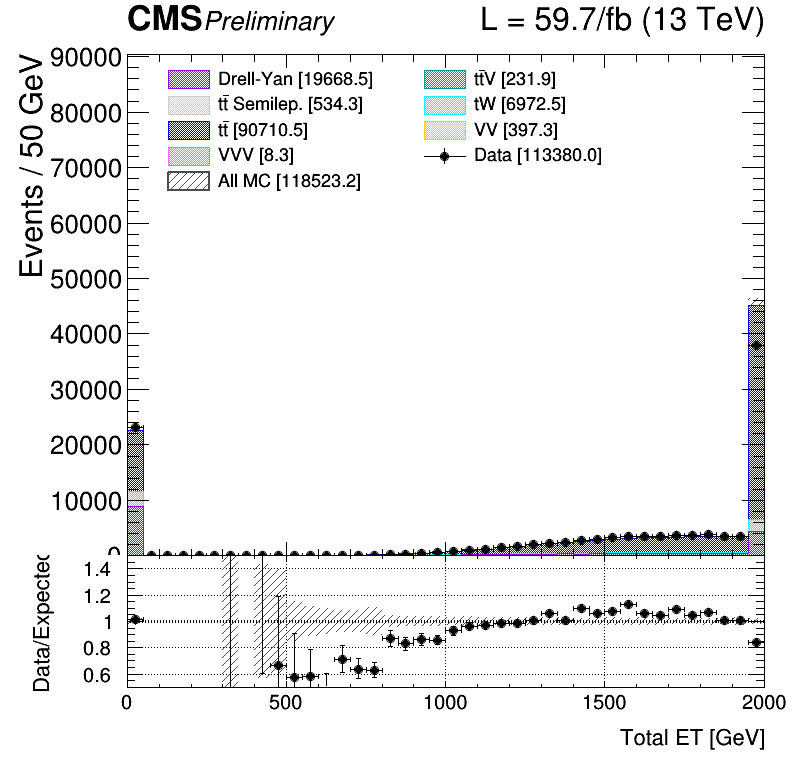 CMS Preliminary L = 59.7/fb (13 TeV)
Events / 50 GeV
90000
80000
70000
60000
50000
40000
30000
20000
10000
0
Drell-Yan [19668.5]
tt̄ Semilep. [534.3]
tt̄ [90710.5]
VVV [8.3]
All MC [118523.2]
tt̄V [231.9]
tW [6972.5]
VV [397.3]
Data [113380.0]
Data/Expected
1.4
1.2
1
0.8
0.6
0 500 1000 1500 2000
Total ET [GeV]